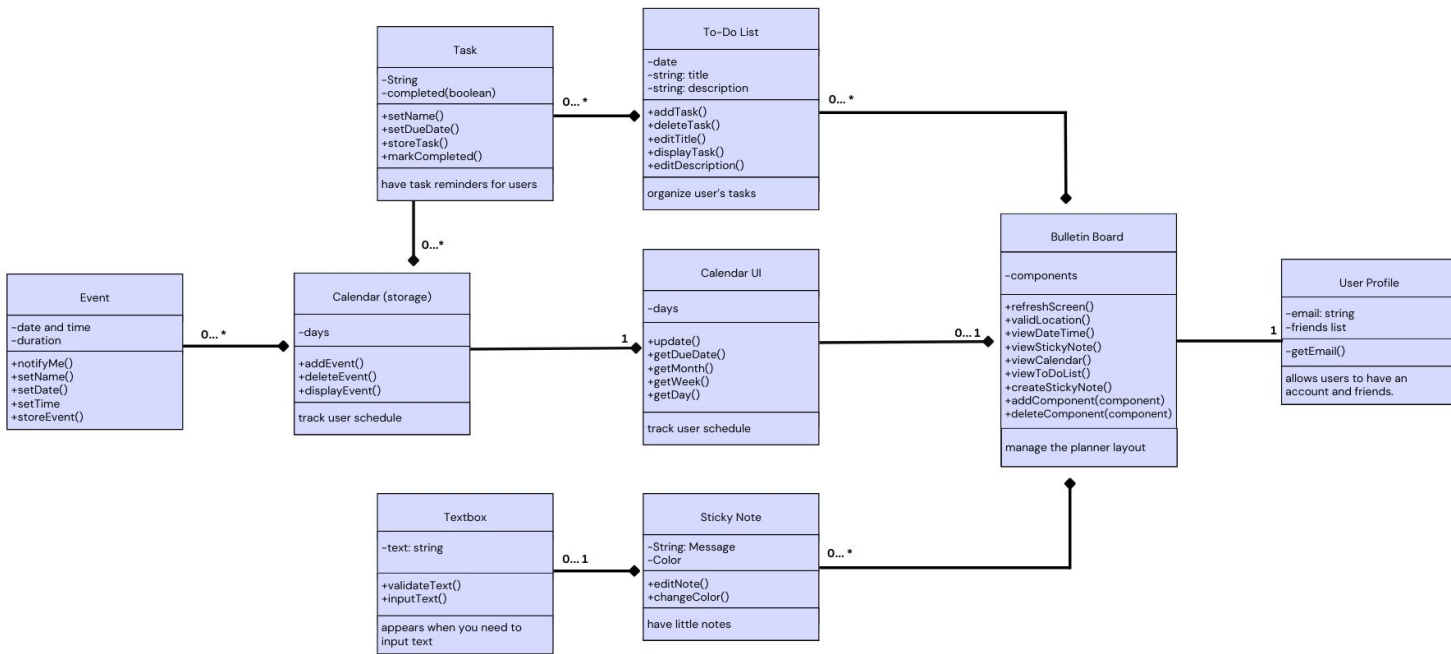 Task
-String
-completed(boolean)
+setName()
+setDueDate()
+storeTask()
+markCompleted()
have task reminders for users
0... *
To-Do List
-date
-string: title
-string: description
+addTask()
+deleteTask()
+editTitle()
+displayTask()
+editDescription()
organize user's tasks
0... *
0...*
Event
-date and time
-duration
+notifyMe()
+setName()
+setDate()
+setTime
+storeEvent()
0... *
Calendar (storage)
-days
+addEvent()
+deleteEvent()
+displayEvent()
track user schedule
1
Calendar UI
-days
+update()
+getDueDate()
+getMonth()
+getWeek()
+getDay()
track user schedule
0... 1
Bulletin Board
-components
+refreshScreen()
+validLocation()
+viewDateTime()
+viewStickyNote()
+viewCalendar()
+viewToDoList()
+createStickyNote()
+addComponent(component)
+deleteComponent(component)
manage the planner layout
1
User Profile
-email: string
-friends list
-getEmail()
allows users to have an
account and friends.
Textbox
-text: string
+validateText()
+inputText()
appears when you need to
input text
0... 1
Sticky Note
-String: Message
-Color
+editNote()
+changeColor()
have little notes
0... *